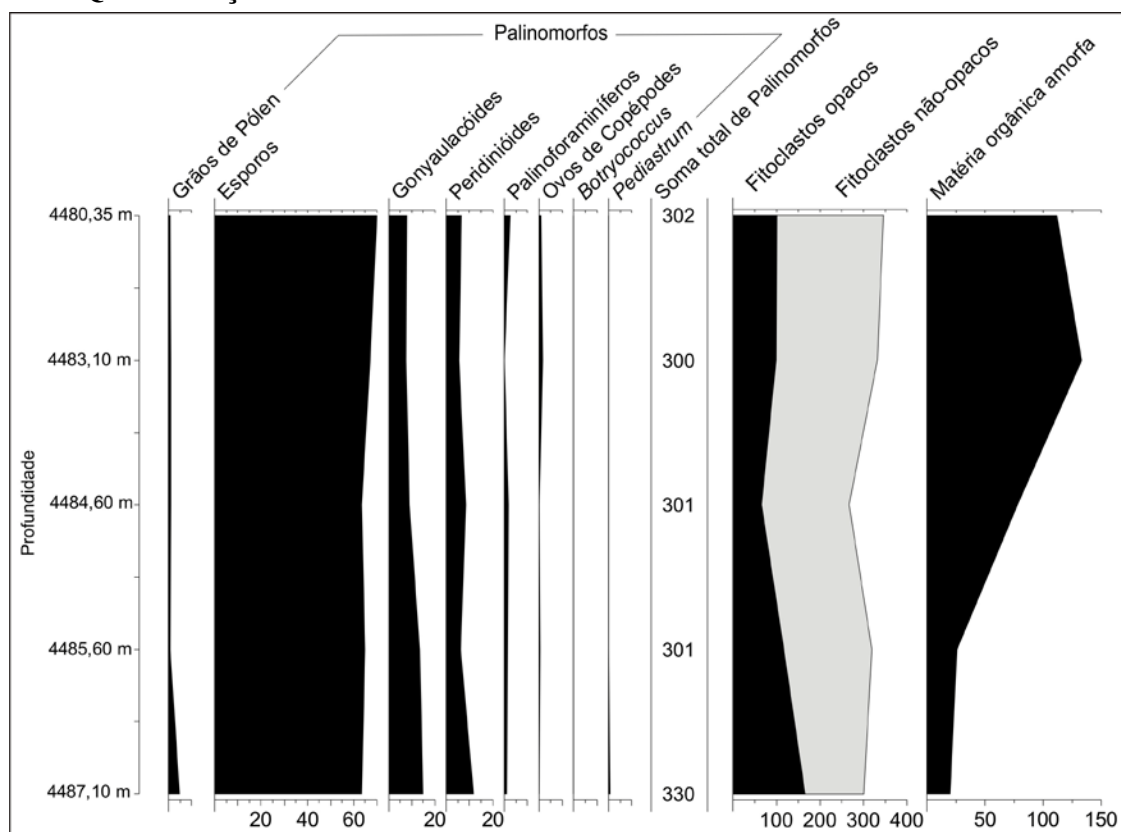 Palinomorfos
Grãos de Pólen
Esporos
Gonyaulacóides
Peridinióides
Palinoforaminíferos
Ovos de Copépodes
Botryococcus
Pediastrum
Soma total de Palinomorfos
Fitoclastos opacos
Fitoclastos não-opacos
Matéria orgânica amorfa
Profundidade
4480,35 m
302
4483,10 m
300
4484,60 m
301
4485,60 m
301
4487,10 m
330
20 40 60 20 20 100 200 300 400 50 100 150